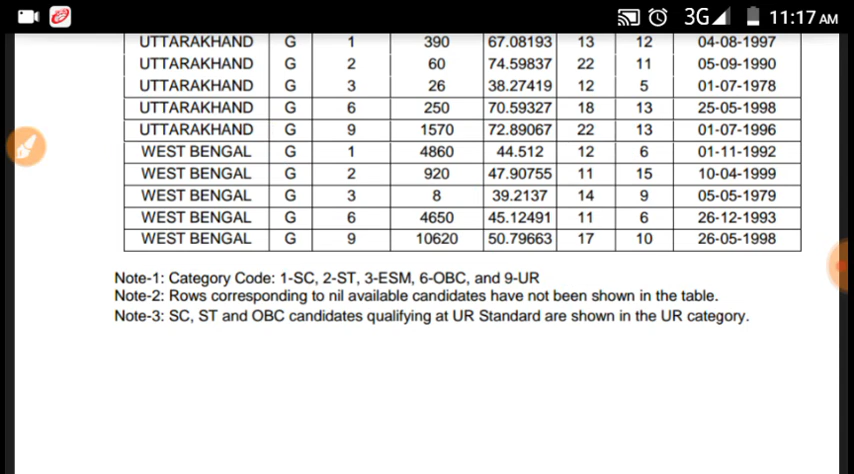 3G 11:17 AM
UTTARAKHAND G 1 390 67.08193 13 12 04-08-1997
UTTARAKHAND G 2 60 74.59837 22 11 05-09-1990
UTTARAKHAND G 3 26 38.27419 12 5 01-07-1978
UTTARAKHAND G 6 250 70.59327 18 13 25-05-1998
UTTARAKHAND G 9 1570 72.89067 22 13 01-07-1996
WEST BENGAL G 1 4860 44.512 12 6 01-11-1992
WEST BENGAL G 2 920 47.90755 11 15 10-04-1999
WEST BENGAL G 3 8 39.2137 14 9 05-05-1979
WEST BENGAL G 6 4650 45.12491 11 6 26-12-1993
WEST BENGAL G 9 10620 50.79663 17 10 26-05-1998
Note-1: Category Code: 1-SC, 2-ST, 3-ESM, 6-OBC, and 9-UR
Note-2: Rows corresponding to nil available candidates have not been shown in the table.
Note-3: SC, ST and OBC candidates qualifying at UR Standard are shown in the UR category.